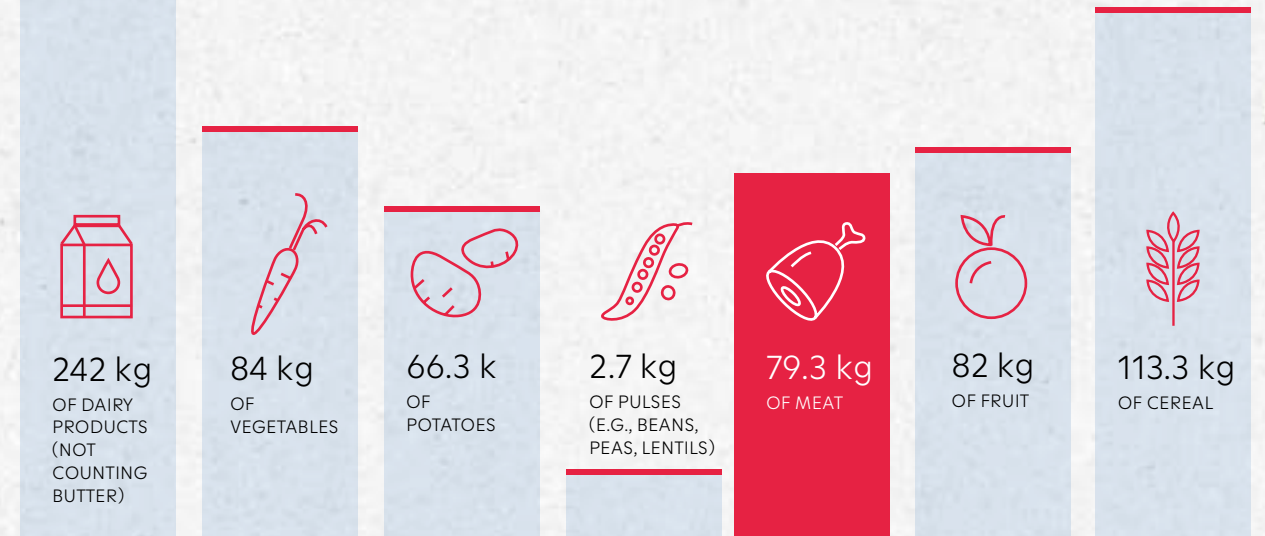 242 kg
OF DAIRY
PRODUCTS
(NOT
COUNTING
BUTTER)
84 kg
OF
VEGETABLES
66.3 k
OF
POTATOES
2.7 kg
OF PULSES
(E.G., BEANS,
PEAS, LENTILS)
79.3 kg
OF MEAT
82 kg
OF FRUIT
113.3 kg
OF CEREAL